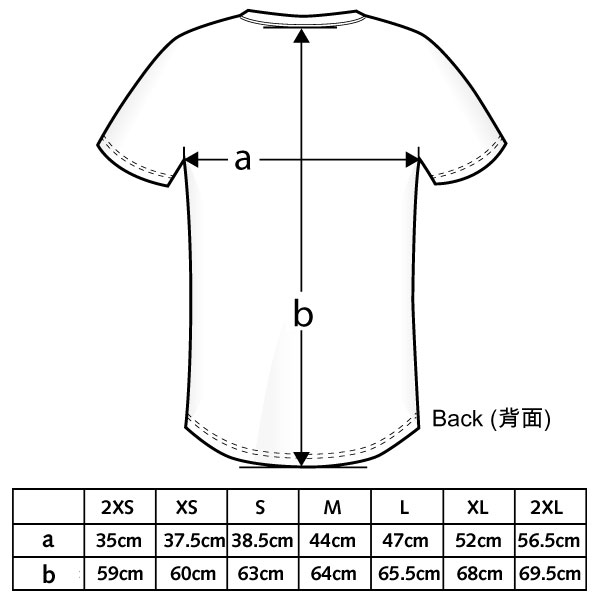 a
b
Back (背面)
2XS XS S M L XL 2XL
a 35cm 37.5cm 38.5cm 44cm 47cm 52cm 56.5cm
b 59cm 60cm 63cm 64cm 65.5cm 68cm 69.5cm